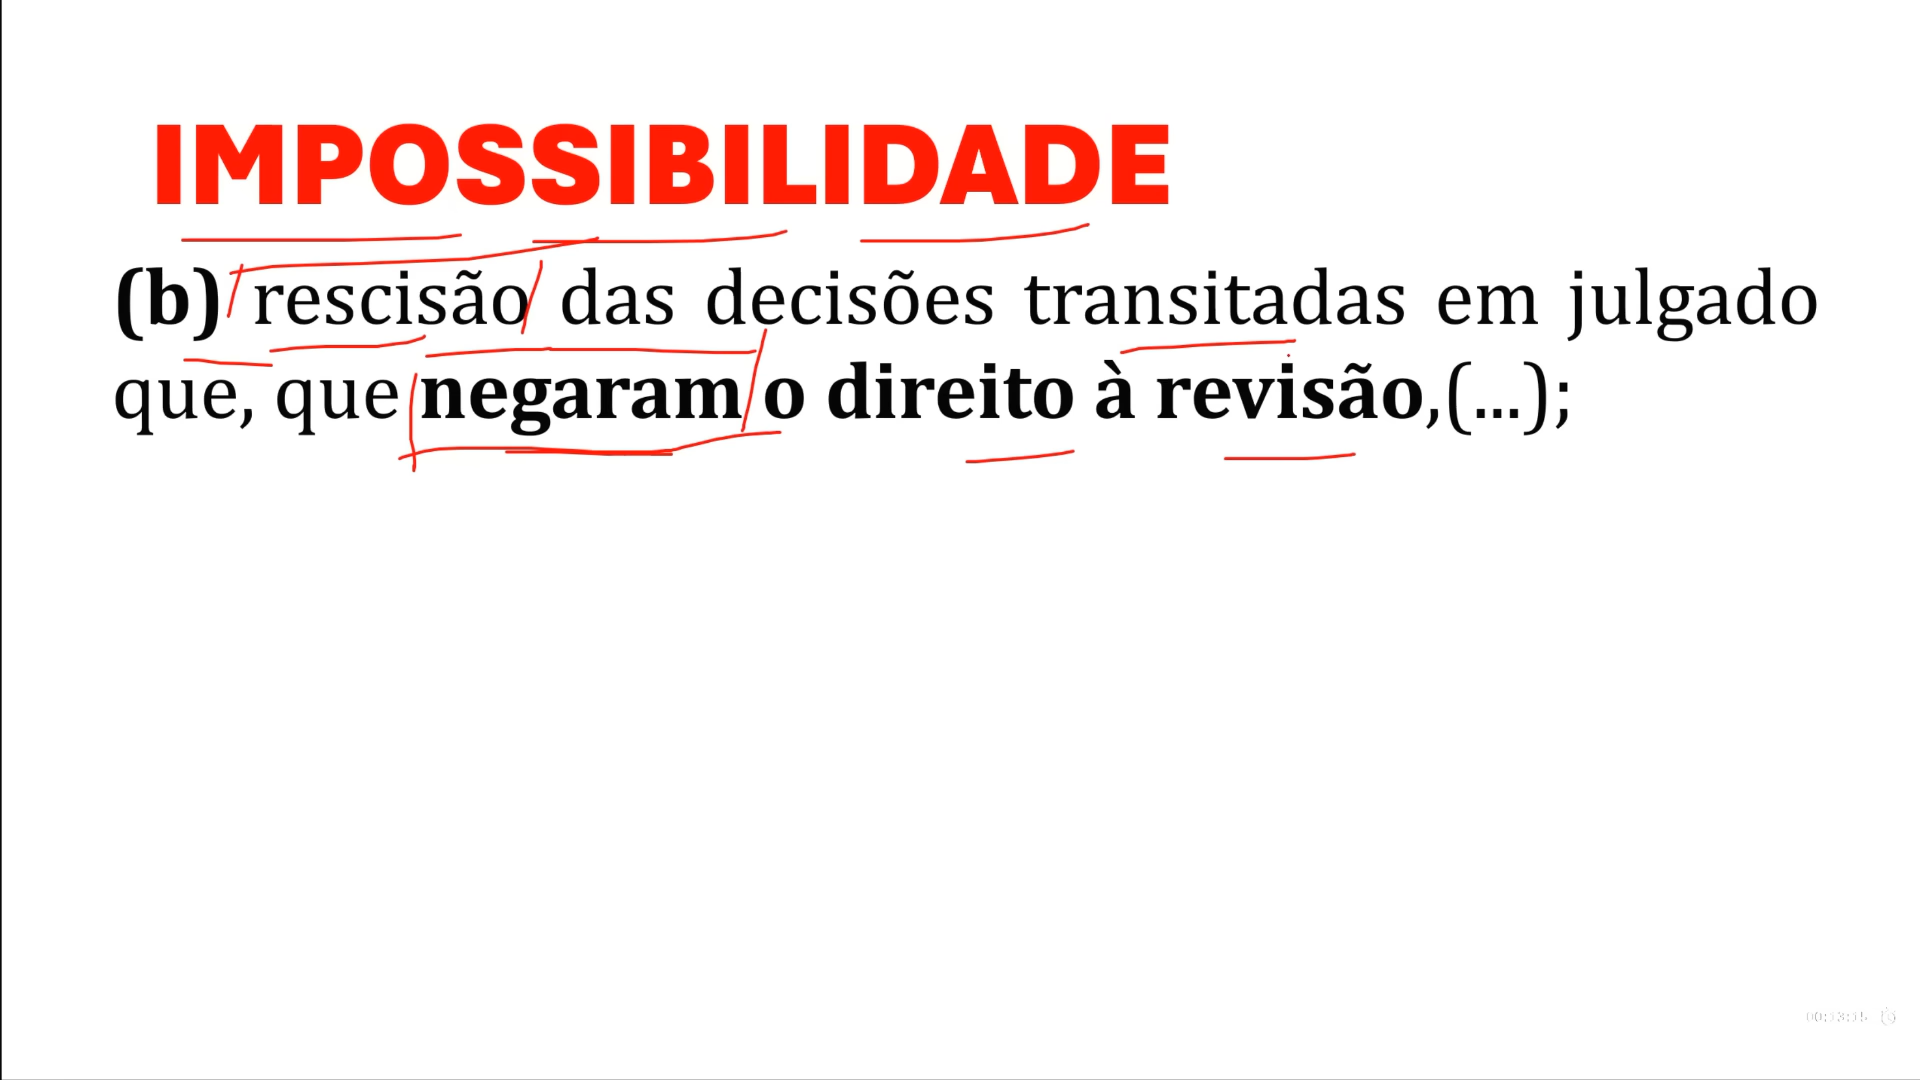 IMPOSSIBILIDADE
(b) rescisão das decisões transitadas em julgado
que, que negaram o direito à revisão,(...);